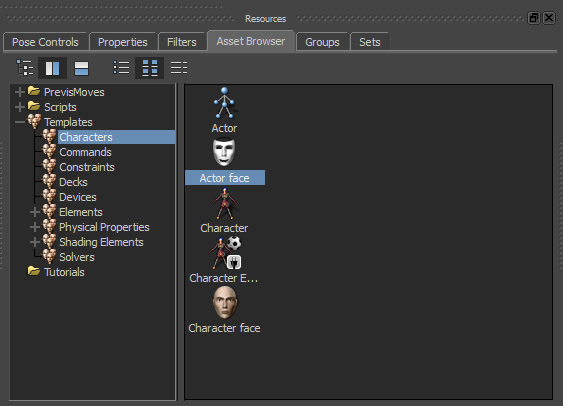 Resources
Pose Controls Properties Filters Asset Browser Groups Sets
PrevisMoves
Scripts
Templates
Characters
Commands
Constraints
Decks
Devices
Elements
Physical Properties
Shading Elements
Solvers
Tutorials
Actor
Actor face
Character
Character E...
Character face